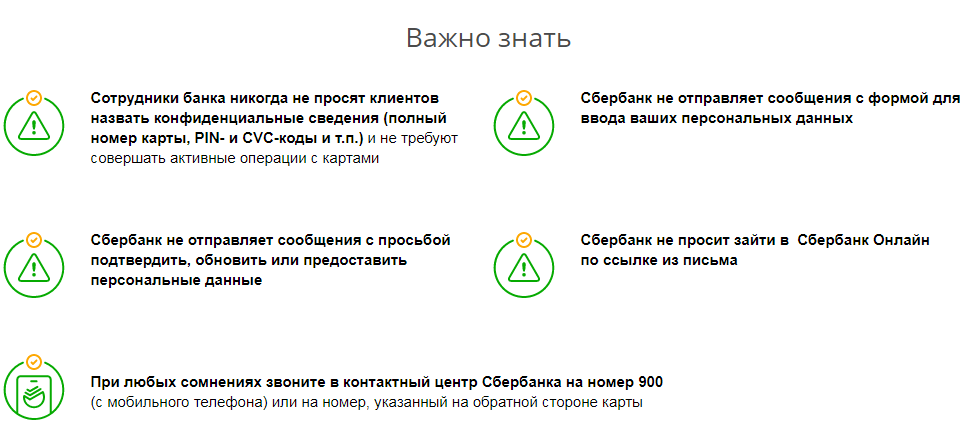 Важно знать
Сотрудники банка никогда не просят клиентов
назвать конфиденциальные сведения (полный
номер карты, PIN- и CVC-коды и т.п.) и не требуют
совершать активные операции с картами
Сбербанк не отправляет сообщения с формой для
ввода ваших персональных данных
Сбербанк не отправляет сообщения с просьбой
подтвердить, обновить или предоставить
персональные данные
Сбербанк не просит зайти в  Сбербанк Онлайн
по ссылке из письма
При любых сомнениях звоните в контактный центр Сбербанка на номер 900
(с мобильного телефона) или на номер, указанный на обратной стороне карты